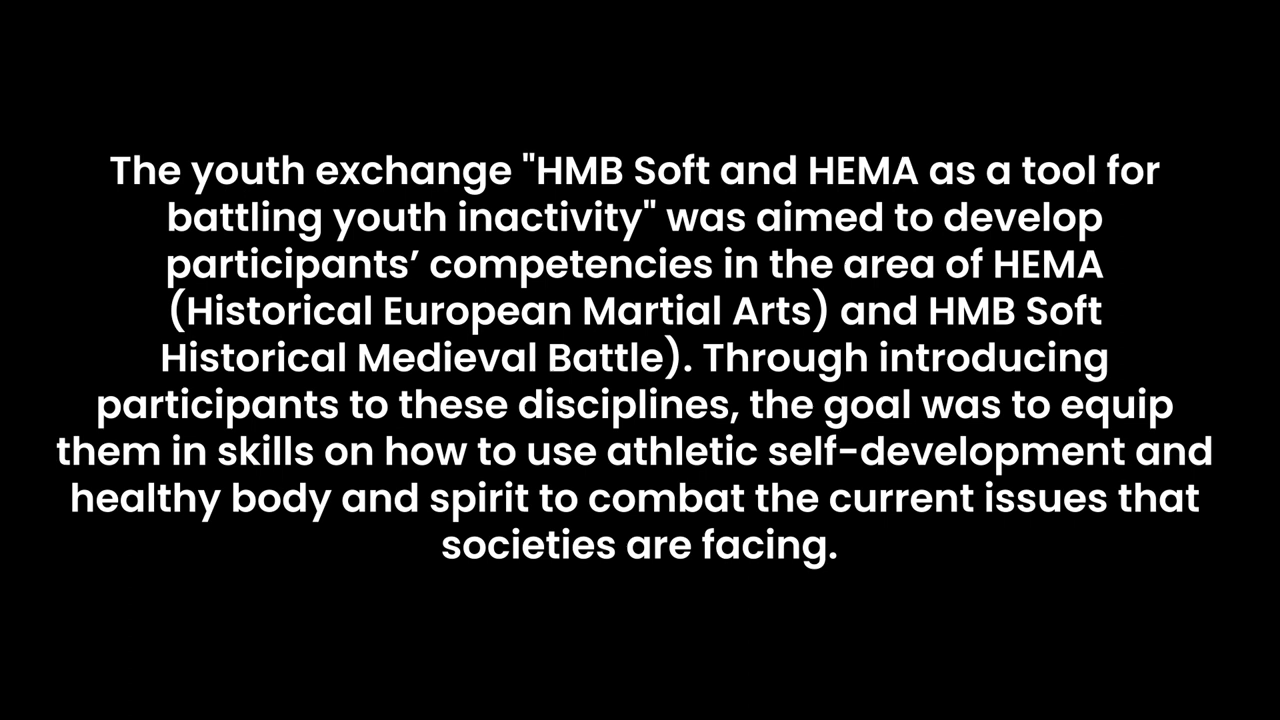 The youth exchange "HMB Soft and HEMA as a tool for
battling youth inactivity" was aimed to develop
participants’ competencies in the area of HEMA
(Historical European Martial Arts) and HMB Soft
Historical Medieval Battle). Through introducing
participants to these disciplines, the goal was to equip
them in skills on how to use athletic self-development and
healthy body and spirit to combat the current issues that
societies are facing.